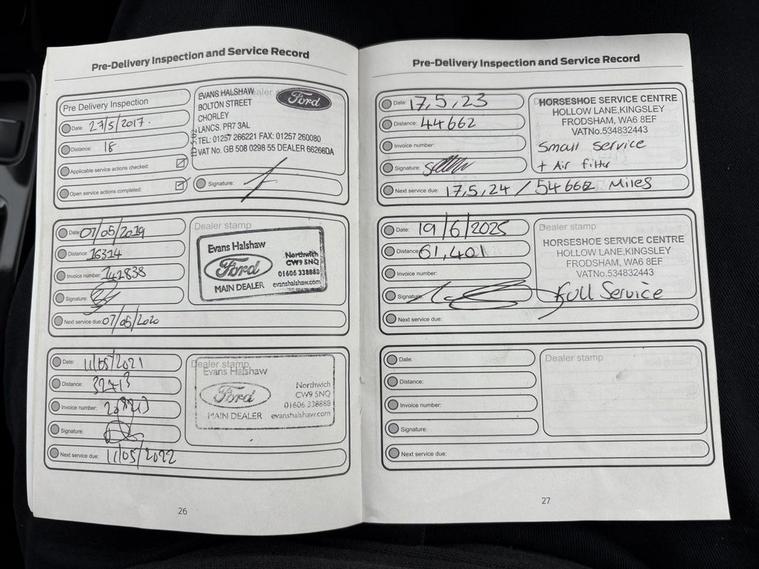 Pre-Delivery Inspection and Service Record
Pre Delivery Inspection
Date: 27/5/2017.
Distance: 18
Applicable service actions checked:
Open service actions completed:
Dealer stamp
EVANS HALSHAW
BOLTON STREET
CHORLEY
LANCS. PR7 3AL
TEL: 01257 266221 FAX: 01257 260080
VAT No. GB 508 0298 55 DEALER 66266DA
Ford
Signature:
Date: 07/05/2019
Distance: 16314
Invoice number: 141838
Signature:
Next service due: 07/05/2020
Dealer stamp
Evans Halshaw
Ford
MAIN DEALER
Northwich
CW9 5NQ
01606 338883
evanshalshaw.com
Date: 11/05/2021
Distance: 32713
Invoice number:
Signature:
Next service due: 11/05/2022
Dealer stamp
Evans Halshaw
Ford
MAIN DEALER
Northwich
CW9 5NQ
01606 338883
evanshalshaw.com
26
Pre-Delivery Inspection and Service Record
Date: 17,5,23
Distance: 44662
Invoice number:
Signature:
Next service due: 17,5,24 / 54662 Miles
HORSESHOE SERVICE CENTRE
HOLLOW LANE,KINGSLEY
FRODSHAM, WA6 8EF
VATNo.534832443
Small Service
+ Air filter
Date: 19/6/2025
Distance: 61,401
Invoice number:
Signature:
Next service due:
Dealer stamp
HORSESHOE SERVICE CENTRE
HOLLOW LANE,KINGSLEY
FRODSHAM, WA6 8EF
VATNo.534832443
Full Service
Date:
Distance:
Invoice number:
Signature:
Next service due:
Dealer stamp
27